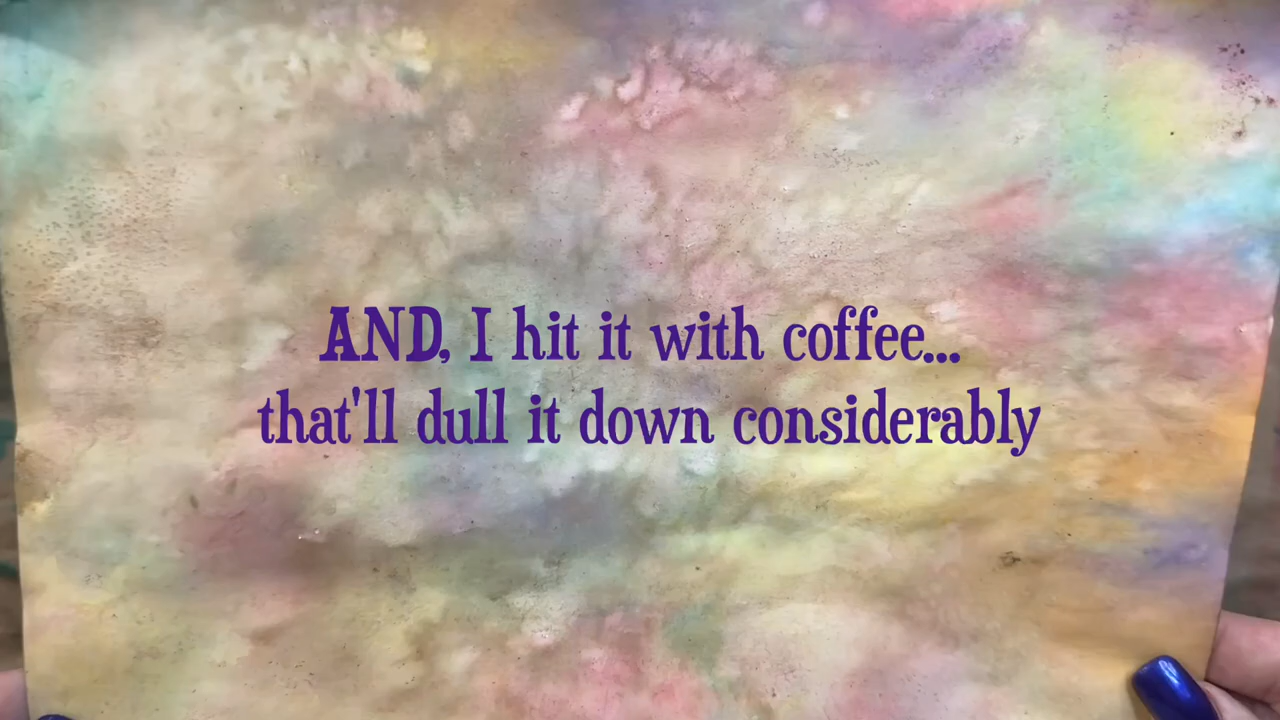 AND, I hit it with coffee...
that'll dull it down considerably